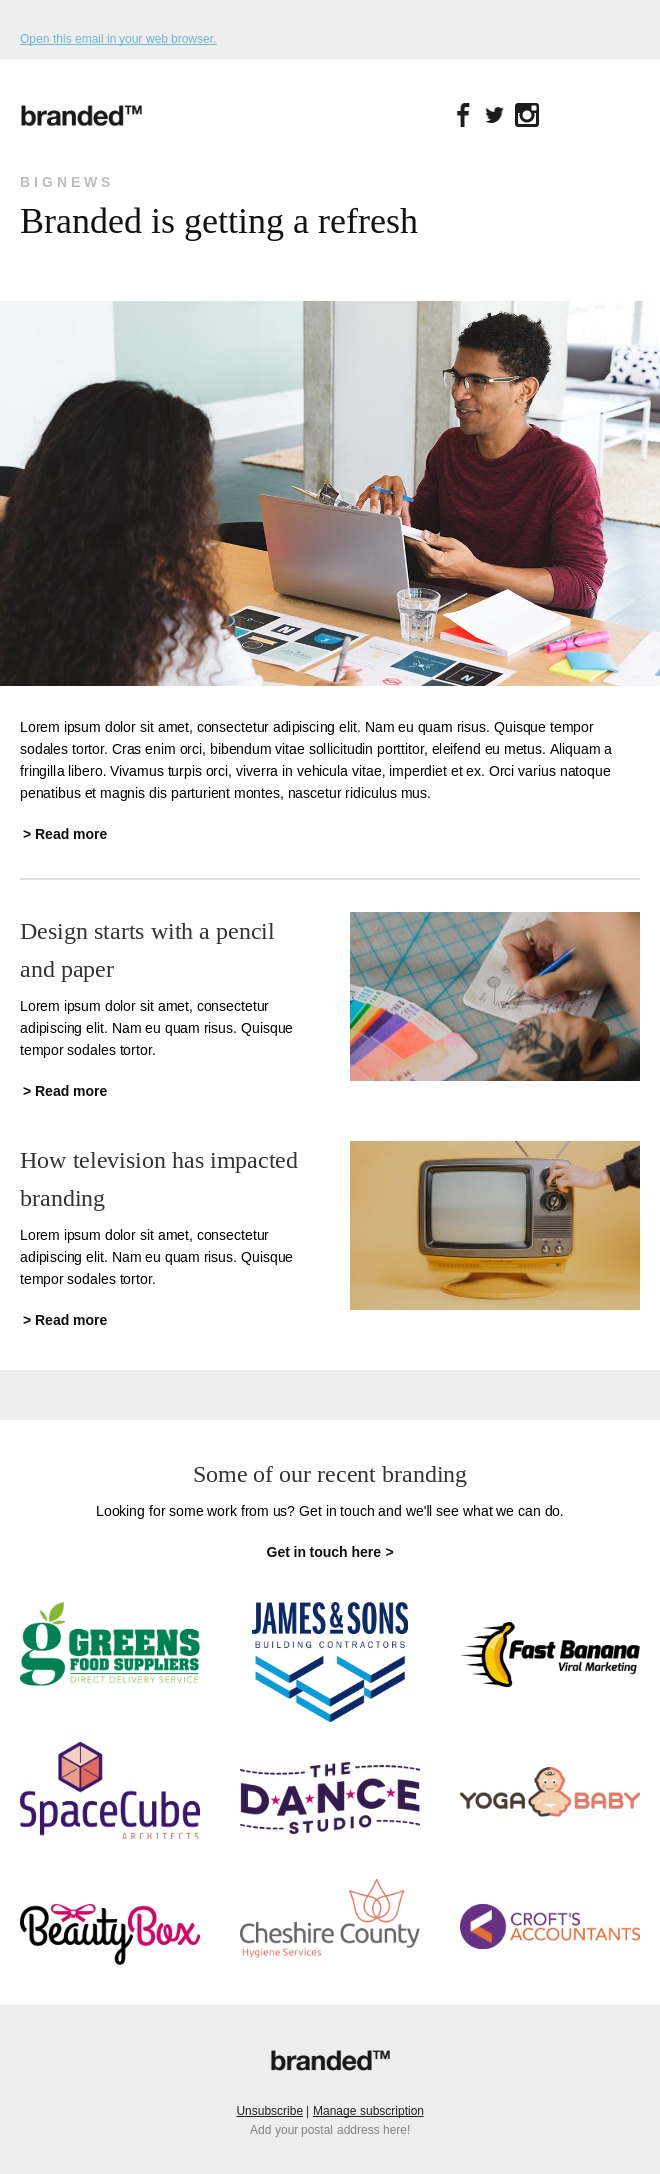 Open this email in your web browser.
branded™
BIGNEWS
Branded is getting a refresh
N
N
Lorem ipsum dolor sit amet, consectetur adipiscing elit. Nam eu quam risus. Quisque tempor
sodales tortor. Cras enim orci, bibendum vitae sollicitudin porttitor, eleifend eu metus. Aliquam a
fringilla libero. Vivamus turpis orci, viverra in vehicula vitae, imperdiet et ex. Orci varius natoque
penatibus et magnis dis parturient montes, nascetur ridiculus mus.
> Read more
Design starts with a pencil
and paper
Lorem ipsum dolor sit amet, consectetur
adipiscing elit. Nam eu quam risus. Quisque
tempor sodales tortor.
> Read more
How television has impacted
branding
Lorem ipsum dolor sit amet, consectetur
adipiscing elit. Nam eu quam risus. Quisque
tempor sodales tortor.
> Read more
Some of our recent branding
Looking for some work from us? Get in touch and we'll see what we can do.
Get in touch here >
g GREENS
FOOD SUPPLIERS
DIRECT DELIVERY SERVICE
JAMES & SONS
BUILDING CONTRACTORS
Fast Banana
Viral Marketing
SpaceCube
ARCHITECTS
THE
DANCE
STUDIO
YOGA BABY
BeautyBox
Cheshire County
Hygiene Services
CROFT'S
ACCOUNTANTS
branded™
Unsubscribe | Manage subscription
Add your postal address here!